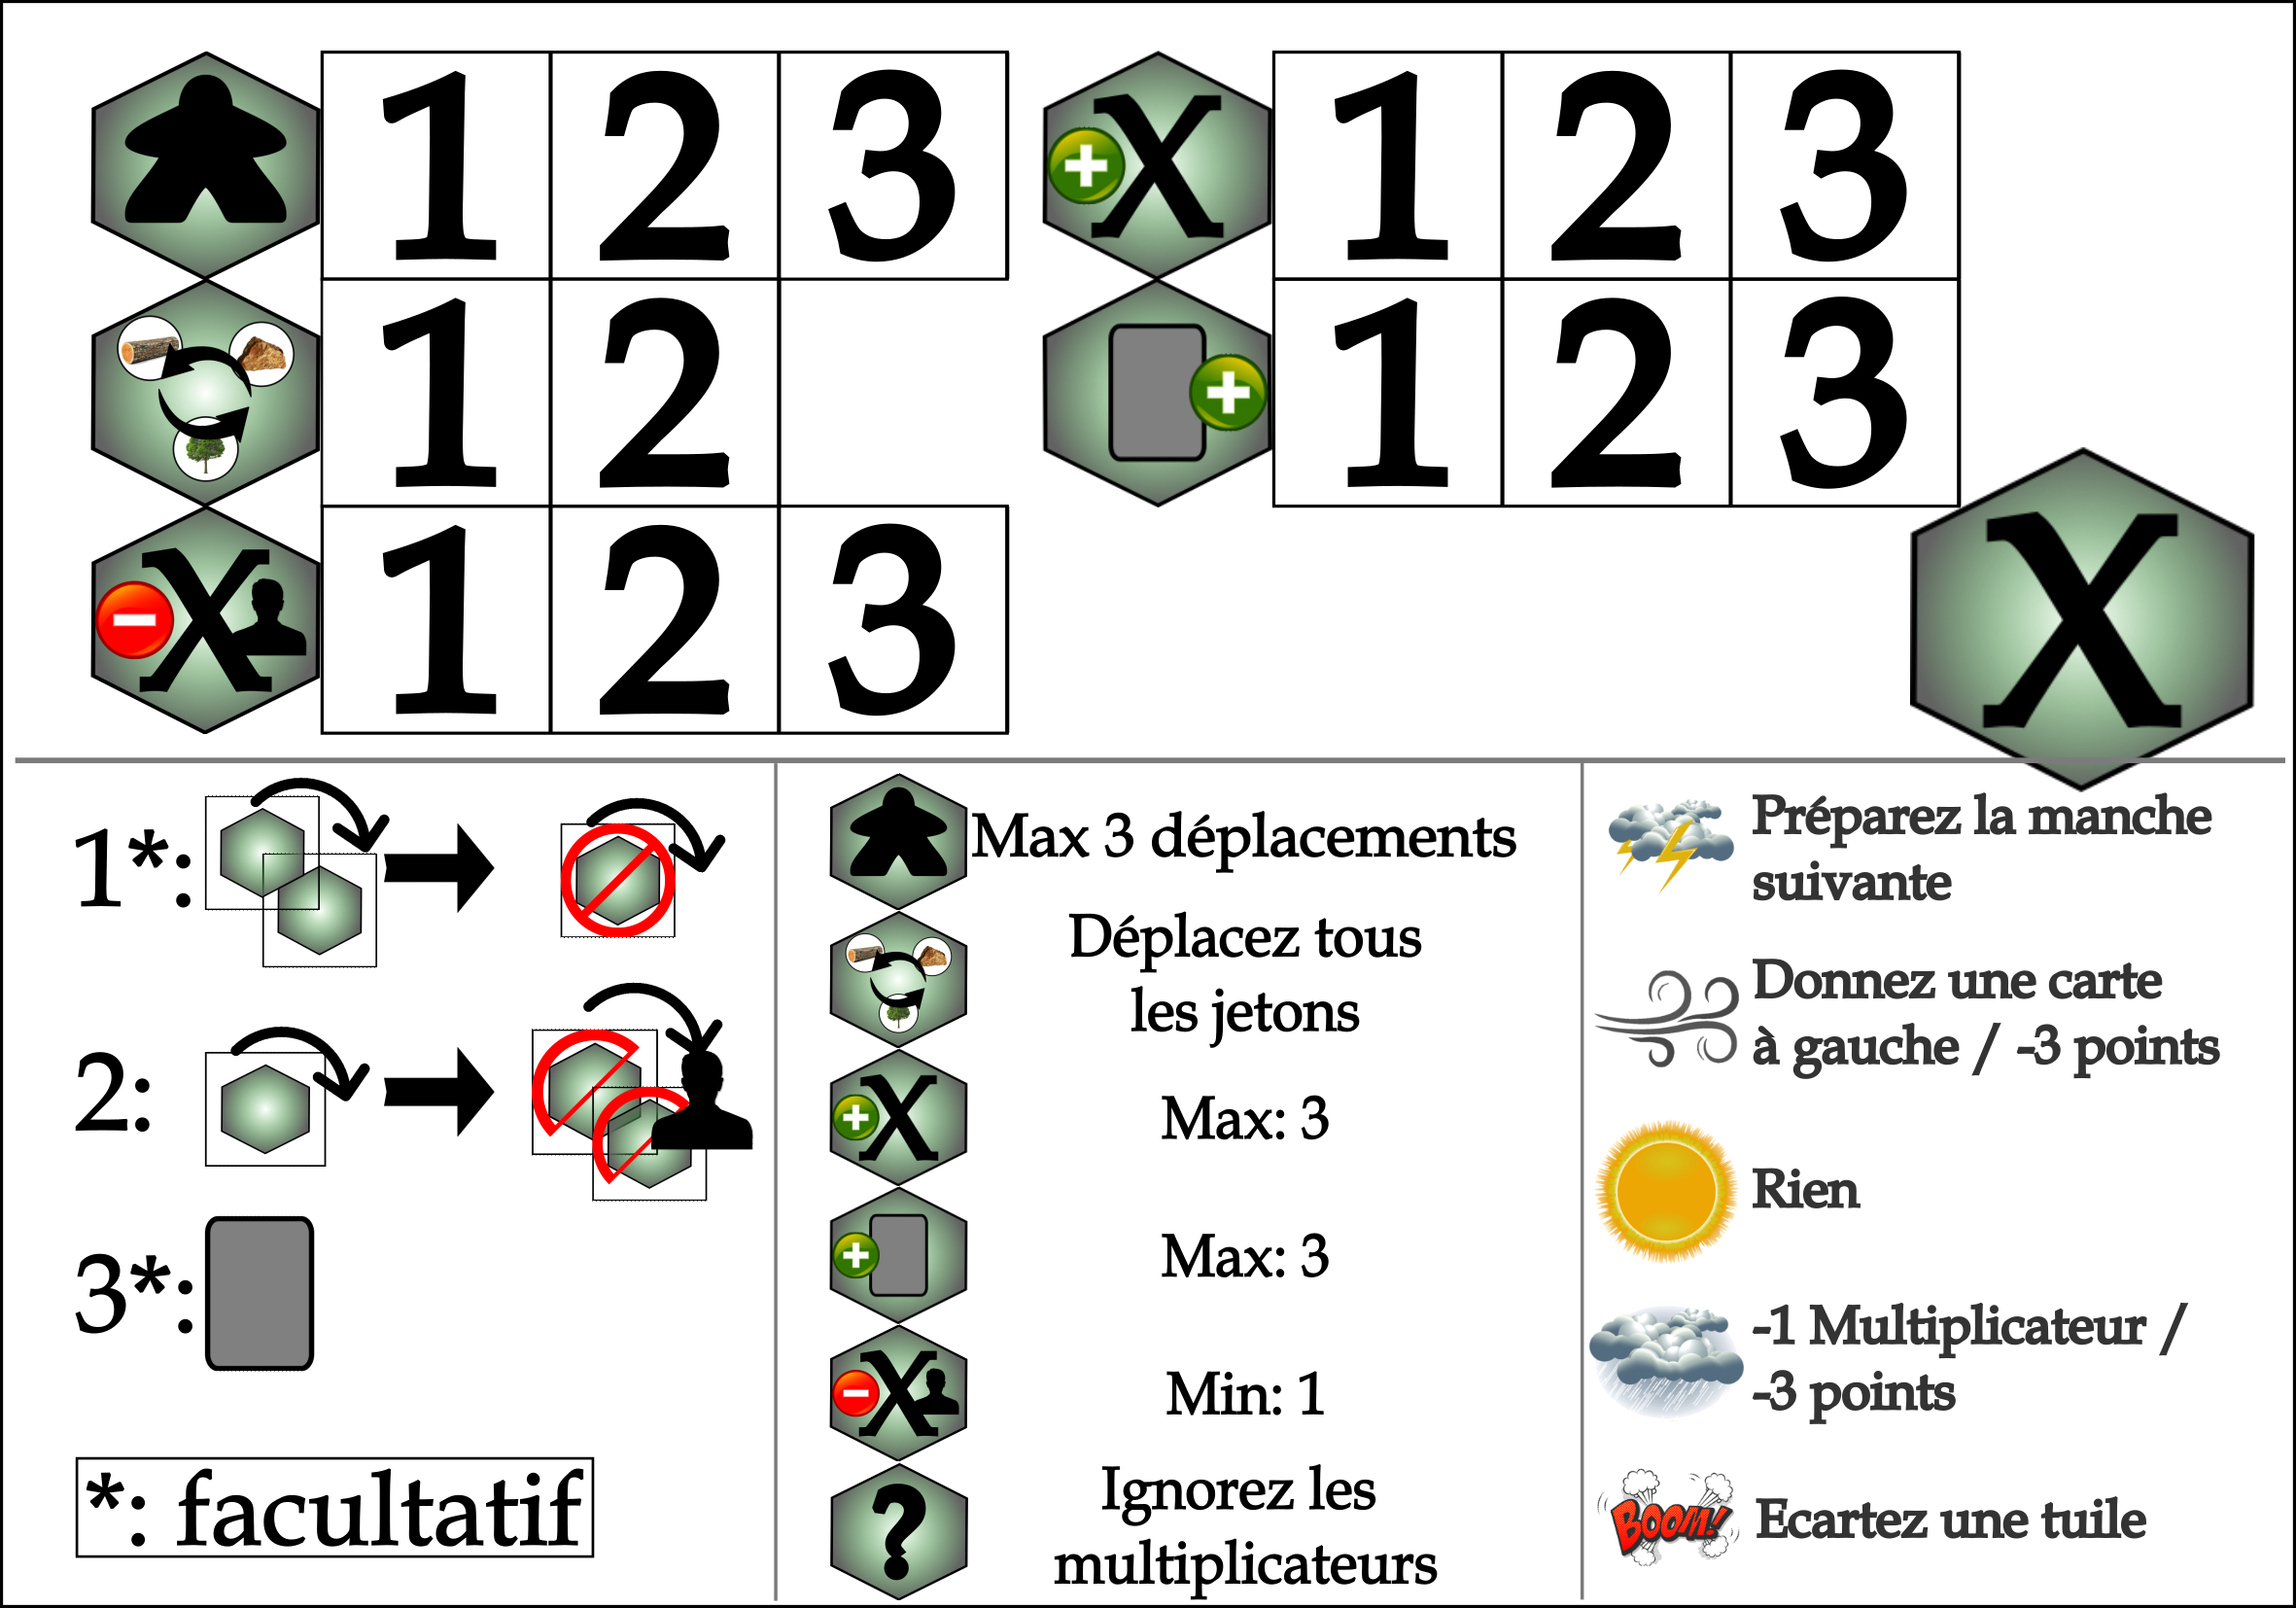 1 2 3
X 1 2 3
1 2
1 2 3
X 1 2 3
X
1*:
2:
3*:
*: facultatif
Max 3 déplacements
Déplacez tous
les jetons
X Max: 3
Max: 3
X Min: 1
? Ignorez les
multiplicateurs
Préparez la manche
suivante
Donnez une carte
à gauche / -3 points
Rien
-1 Multiplicateur /
-3 points
BOOM! Ecartez une tuile